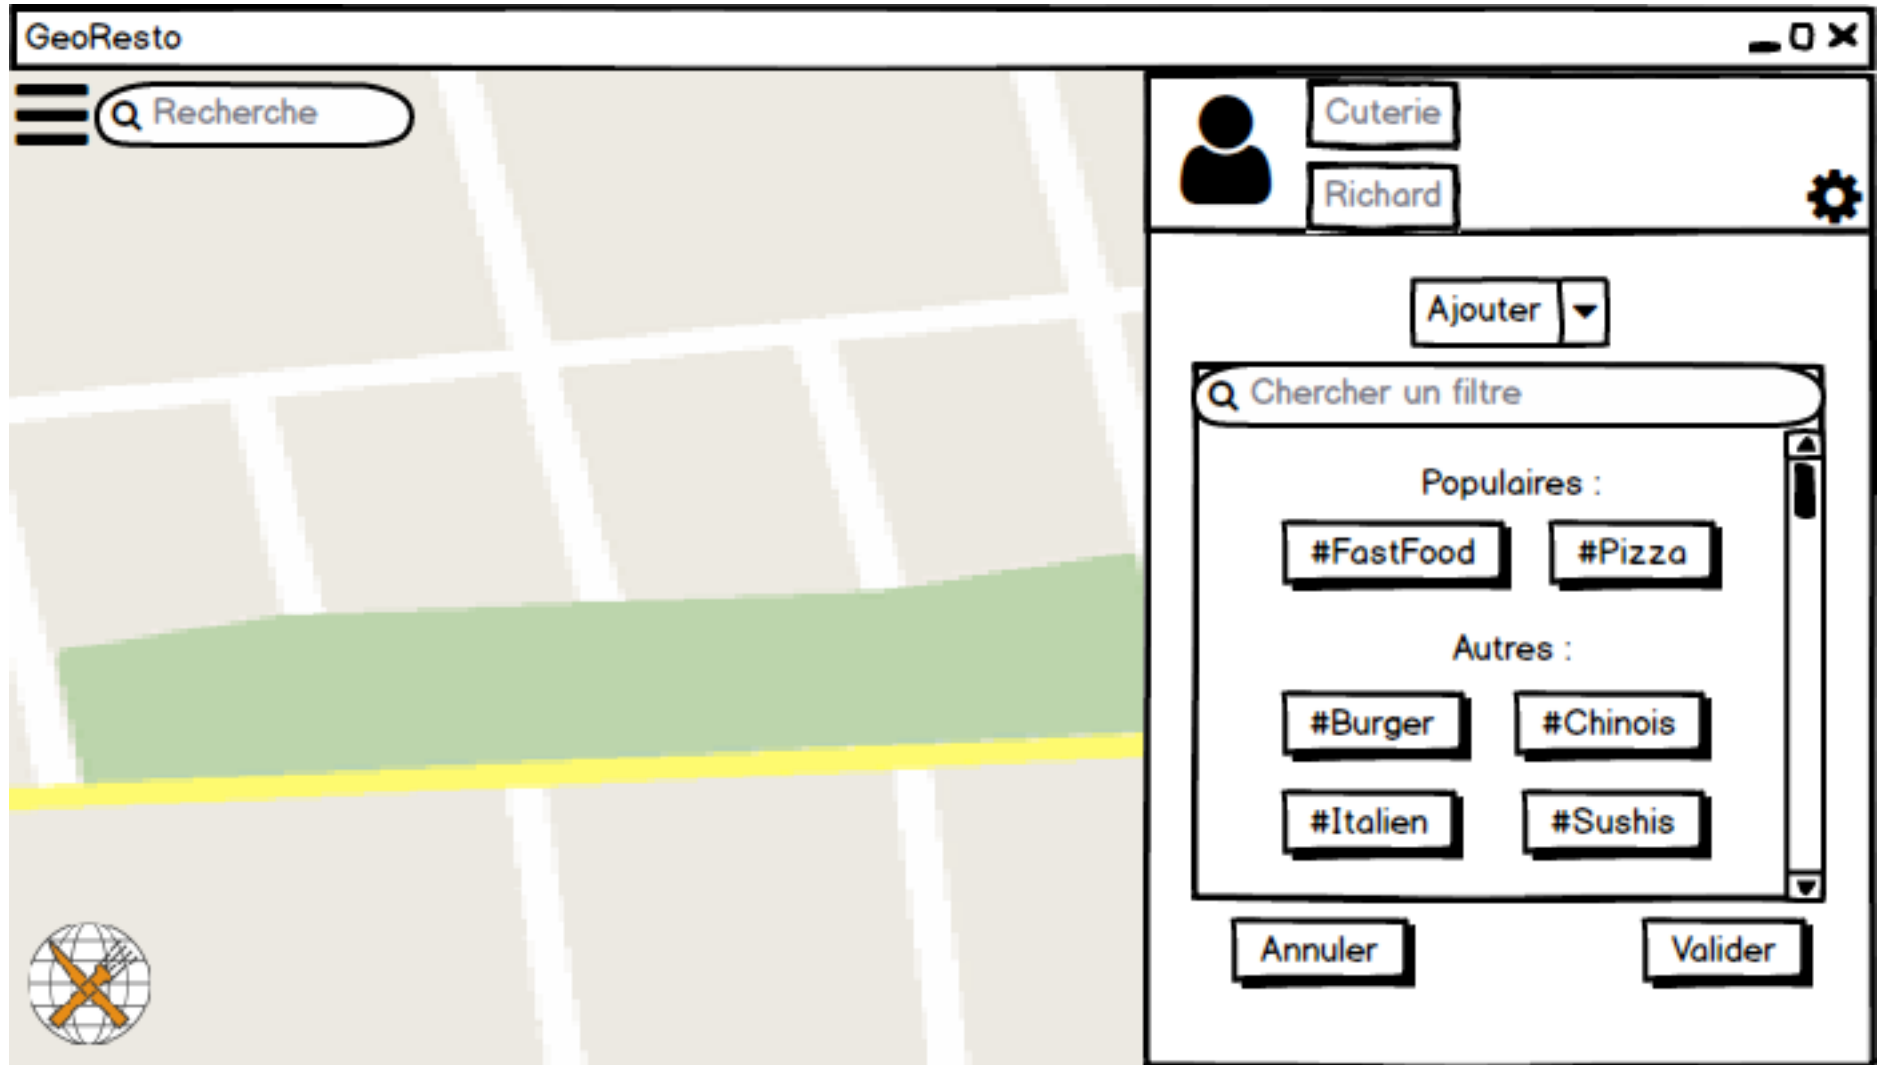 GeoResto
Recherche
Cuterie
Richard
Ajouter
Chercher un filtre
Populaires :
#FastFood #Pizza
Autres :
#Burger #Chinois
#Italien #Sushis
Annuler Valider